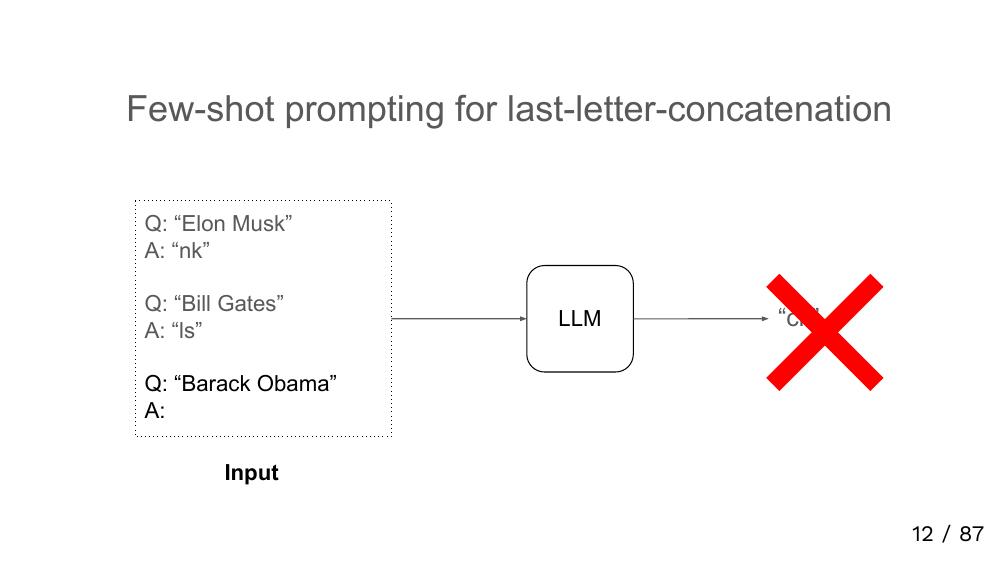 Few-shot prompting for last-letter-concatenation
Q: “Elon Musk”
A: “nk”
Q: “Bill Gates”
A: “ls”
Q: “Barack Obama”
A:
LLM
Input
12 / 87